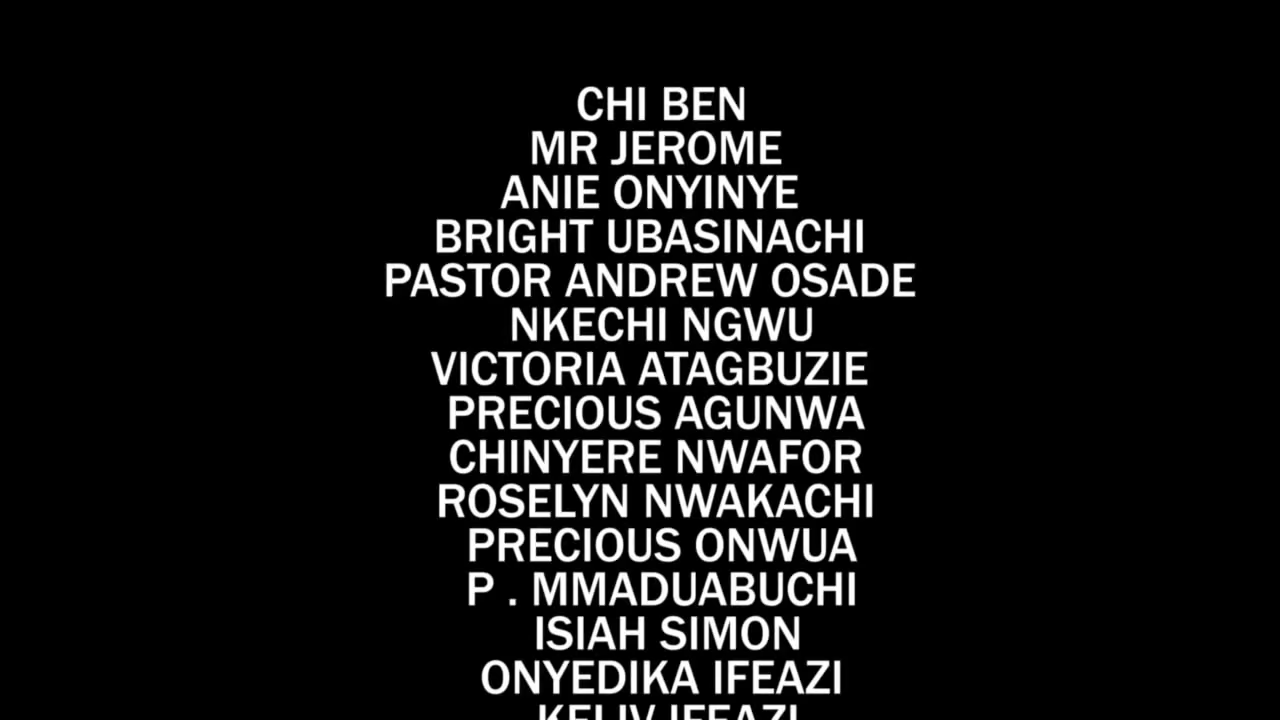 CHI BEN
MR JEROME
ANIE ONYINYE
BRIGHT UBASINACHI
PASTOR ANDREW OSADE
NKECHI NGWU
VICTORIA ATAGBUZIE
PRECIOUS AGUNWA
CHINYERE NWAFOR
ROSELYN NWAKACHI
PRECIOUS ONWUA
P . MMADUABUCHI
ISIAH SIMON
ONYEDIKA IFEAZI
IFEAZI